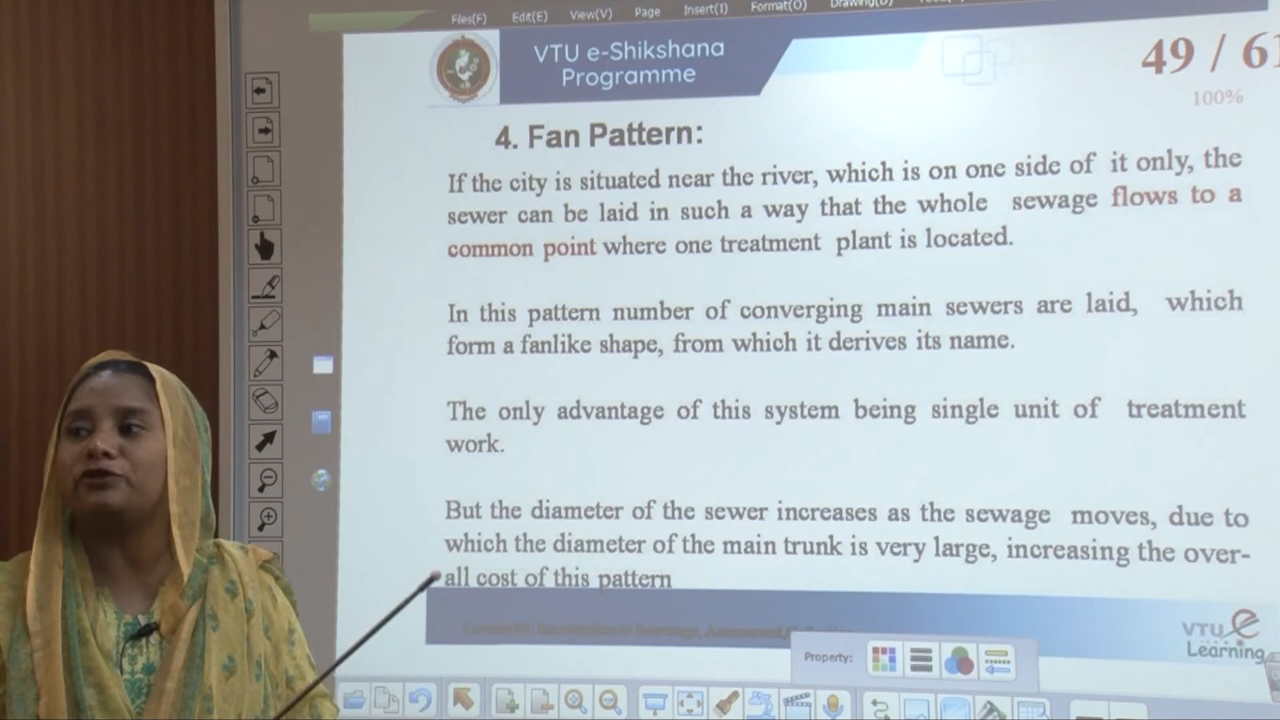 Files(F) Edit(E) View(V) Page Insert(I) Format(O)
VTU e-Shikshana
Programme
49 / 61
100%
4. Fan Pattern:
If the city is situated near the river, which is on one side of it only, the
sewer can be laid in such a way that the whole sewage flows to a
common point where one treatment plant is located.
In this pattern number of converging main sewers are laid, which
form a fanlike shape, from which it derives its name.
The only advantage of this system being single unit of treatment
work.
But the diameter of the sewer increases as the sewage moves, due to
which the diameter of the main trunk is very large, increasing the over-
all cost of this pattern
VTU e
Learning
Property: